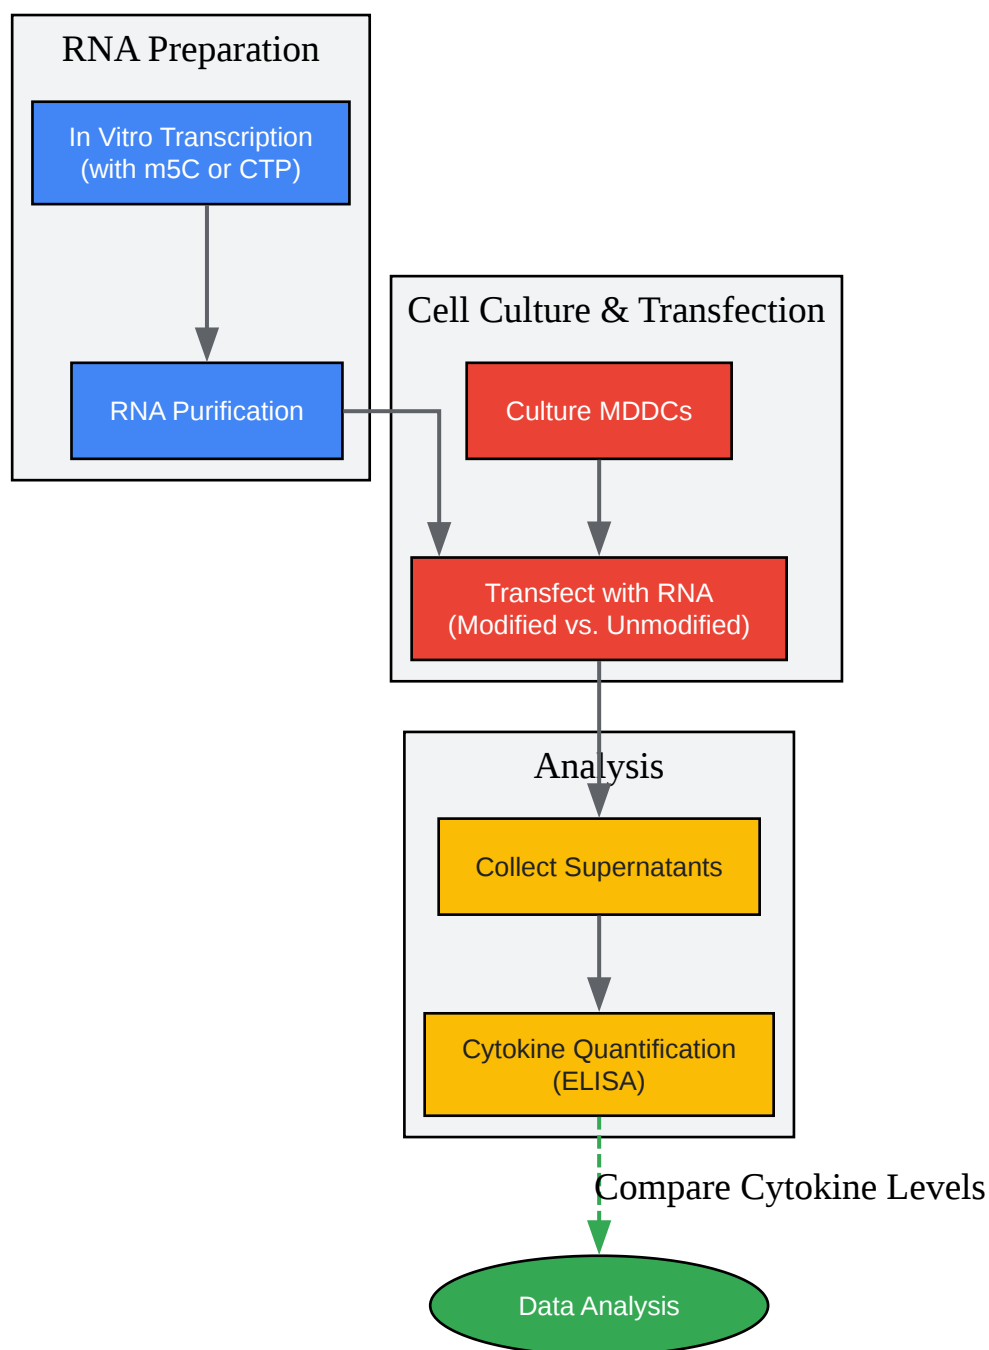 RNA Preparation
In Vitro Transcription
(with m5C or CTP)
RNA Purification
Cell Culture & Transfection
Culture MDDCs
Transfect with RNA
(Modified vs. Unmodified)
Analysis
Collect Supernatants
Cytokine Quantification
(ELISA)
Compare Cytokine Levels
Data Analysis